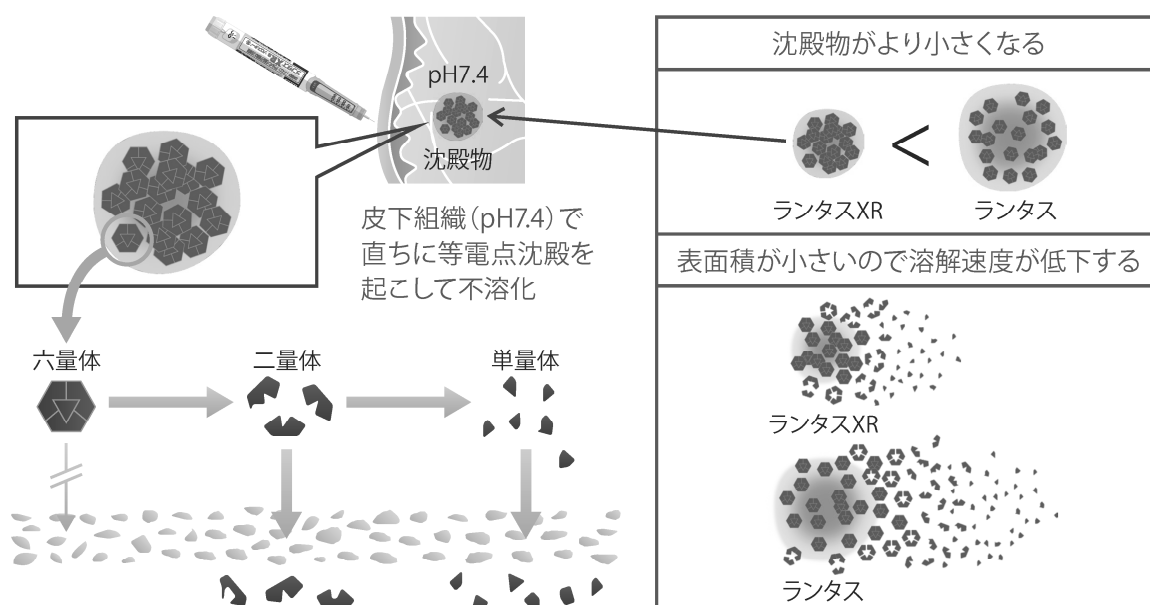 pH7.4
沈殿物
皮下組織（pH7.4）で
直ちに等電点沈殿を
起こして不溶化
六量体
二量体
単量体
沈殿物がより小さくなる
<
ランタスXR
ランタス
表面積が小さいので溶解速度が低下する
ランタスXR
ランタス